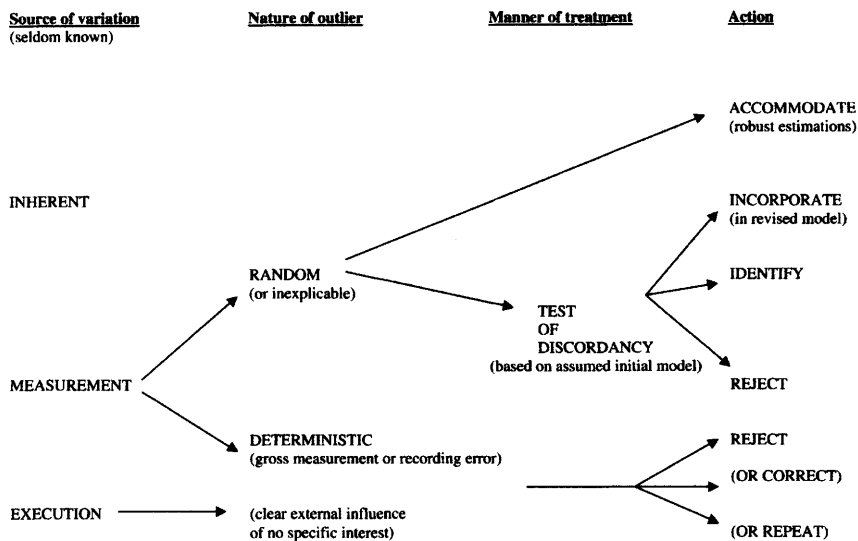 Source of variation
(seldom known)
Nature of outlier
Manner of treatment
Action
ACCOMMODATE
(robust estimations)
INHERENT
INCORPORATE
(in revised model)
RANDOM
(or inexplicable)
IDENTIFY
TEST
OF
DISCORDANCY
(based on assumed initial model)
MEASUREMENT
REJECT
DETERMINISTIC
(gross measurement or recording error)
REJECT
(OR CORRECT)
EXECUTION
(clear external influence
of no specific interest)
(OR REPEAT)